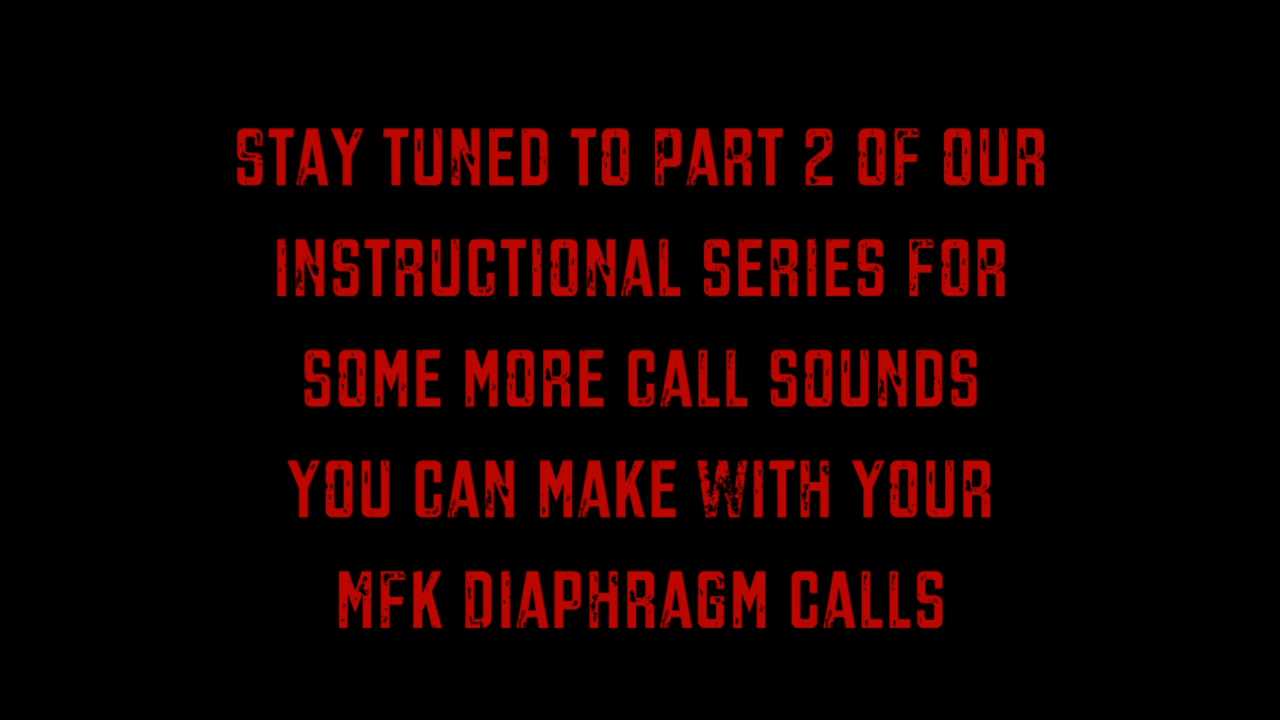 STAY TUNED TO PART 2 OF OUR
INSTRUCTIONAL SERIES FOR
SOME MORE CALL SOUNDS
YOU CAN MAKE WITH YOUR
MFK DIAPHRAGM CALLS